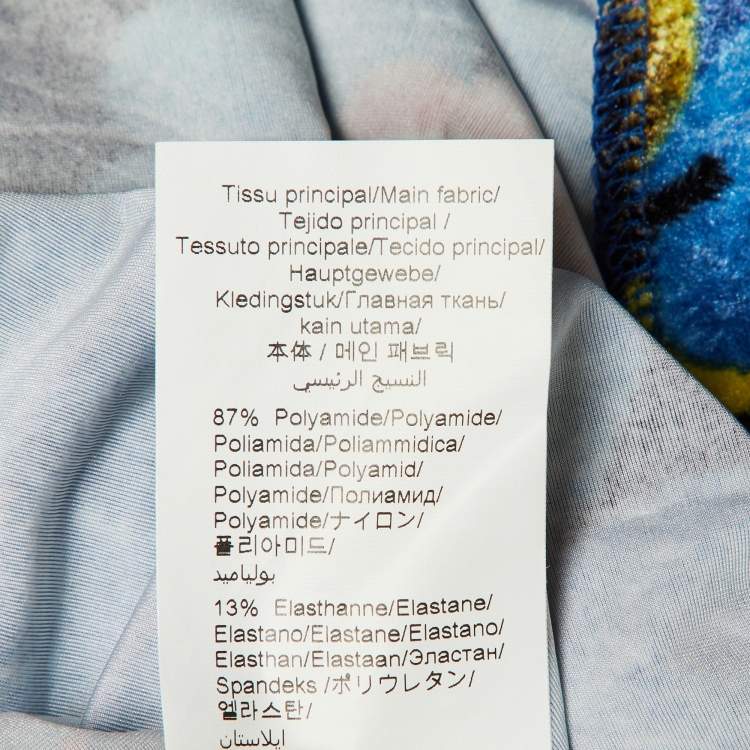 Tissu principal/Main fabric/
Tejido principal /
Tessuto principale/Tecido principal/
Hauptgewebe/
Kledingstuk/Главная ткань/
kain utama/
本体 / 메인 패브릭
النسيج الرئيسي
87% Polyamide/Polyamide/
Poliamida/Poliammidica/
Poliamida/Polyamid/
Polyamide/Полиамид/
Polyamide/ナイロン/
폴리아미드/
بولياميد
13% Elasthanne/Elastane/
Elastano/Elastane/Elastano/
Elasthan/Elastaan/Эластан/
Spandeks /ポリウレタン/
엘라스탄/
ايلاستان